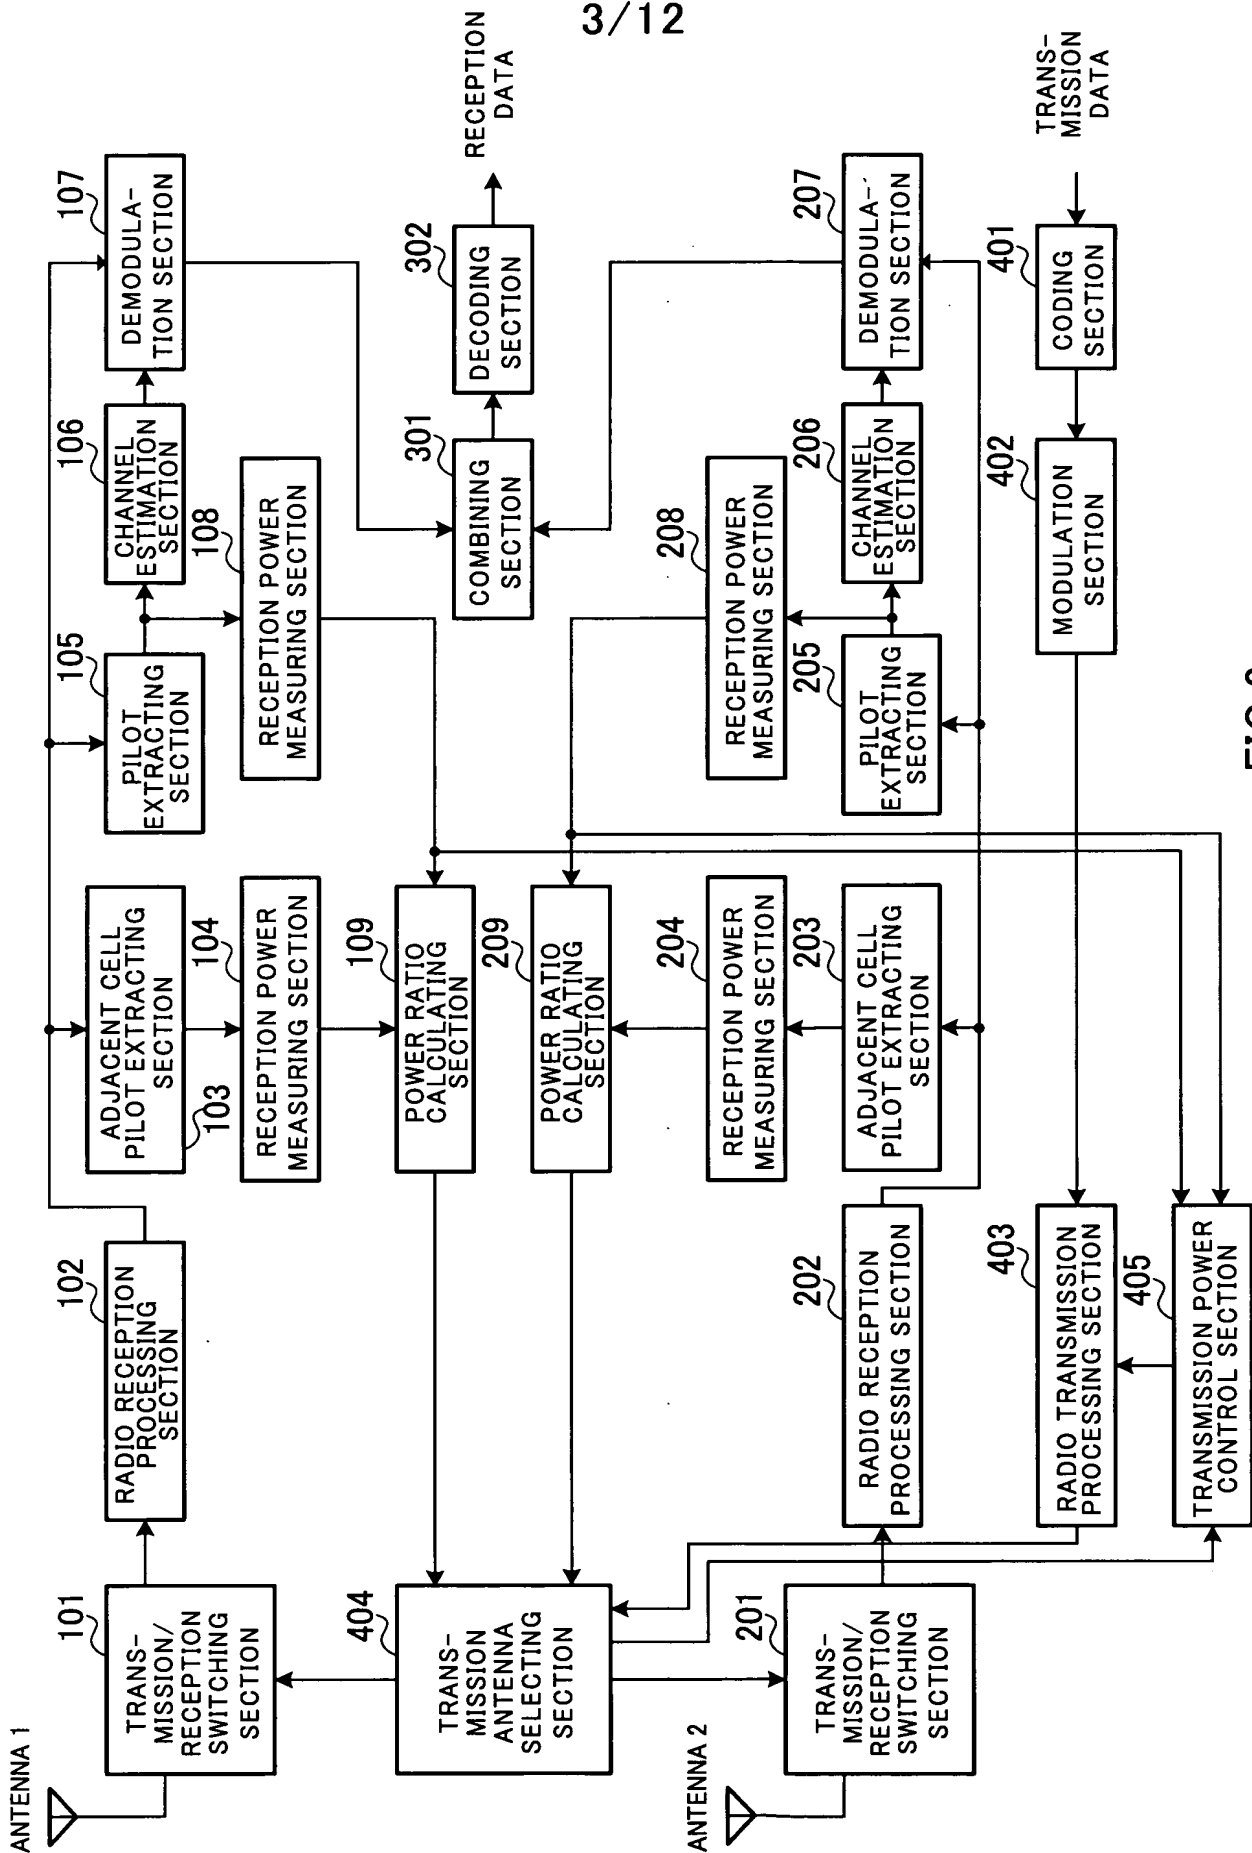 3/12
ANTENNA 1
101
TRANS-
MISSION/
RECEPTION
SWITCHING
SECTION
102
RADIO RECEPTION
PROCESSING
SECTION
103
ADJACENT CELL
PILOT EXTRACTING
SECTION
104
RECEPTION POWER
MEASURING SECTION
105
PILOT
EXTRACTING
SECTION
106
CHANNEL
ESTIMATION
SECTION
107
DEMODULA-
TION SECTION
108
RECEPTION POWER
MEASURING SECTION
109
POWER RATIO
CALCULATING
SECTION
209
POWER RATIO
CALCULATING
SECTION
301
COMBINING
SECTION
302
DECODING
SECTION
RECEPTION
DATA
404
TRANS-
MISSION
ANTENNA
SELECTING
SECTION
ANTENNA 2
201
TRANS-
MISSION/
RECEPTION
SWITCHING
SECTION
202
RADIO RECEPTION
PROCESSING SECTION
203
ADJACENT CELL
PILOT EXTRACTING
SECTION
204
RECEPTION POWER
MEASURING SECTION
205
PILOT
EXTRACTING
SECTION
206
CHANNEL
ESTIMATION
SECTION
207
DEMODULA-
TION SECTION
208
RECEPTION POWER
MEASURING SECTION
TRANS-
MISSION
DATA
401
CODING
SECTION
402
MODULATION
SECTION
403
RADIO TRANSMISSION
PROCESSING SECTION
405
TRANSMISSION POWER
CONTROL SECTION